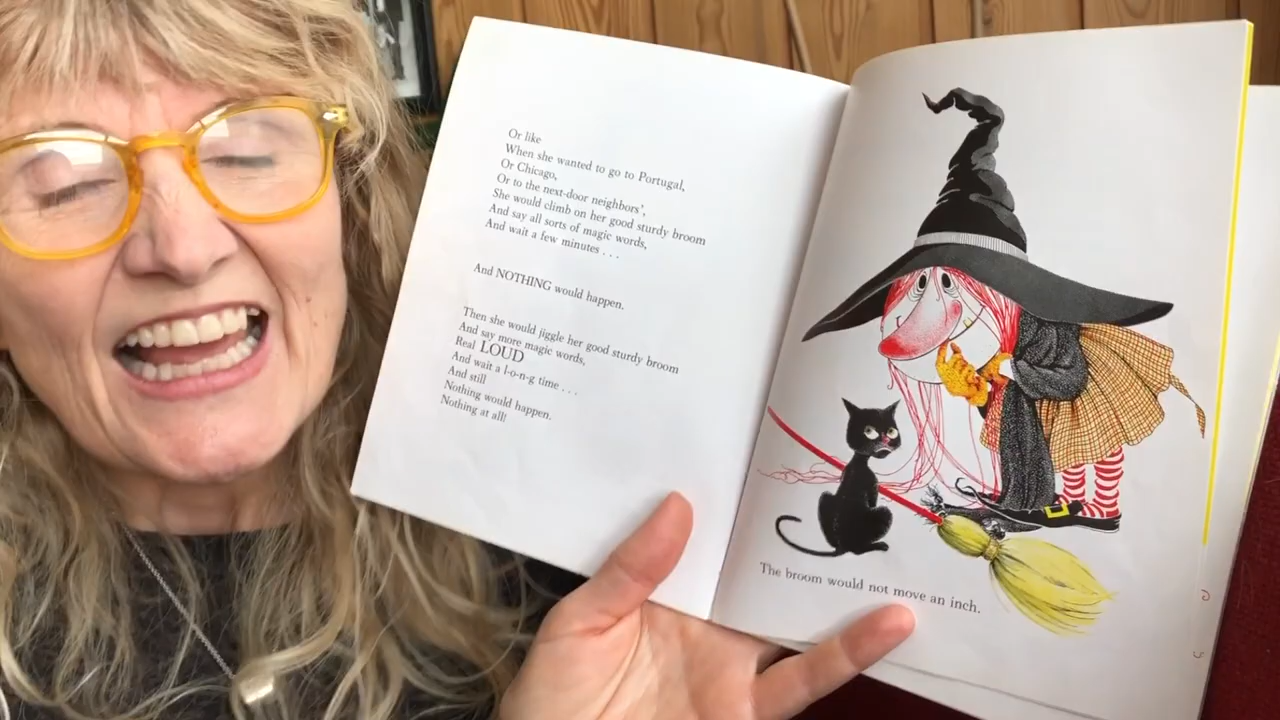 Or like
When she wanted to go to Portugal,
Or Chicago,
Or to the next-door neighbors',
She would climb on her good sturdy broom
And say all sorts of magic words,
And wait a few minutes . . .
And NOTHING would happen.
Then she would jiggle her good sturdy broom
And say more magic words,
Real LOUD
And wait a l-o-n-g time . . .
And still
Nothing would happen.
Nothing at all!
The broom would not move an inch.